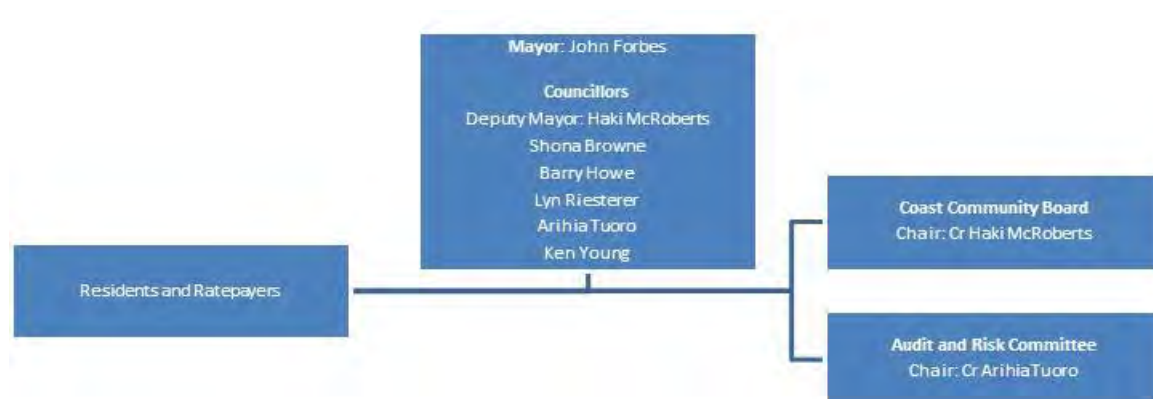 Mayor: John Forbes
Councillors
Deputy Mayor: Haki McRoberts
Shona Browne
Barry Howe
Lyn Riesterer
Arihia Tuoro
Ken Young
Residents and Ratepayers
Coast Community Board
Chair: Cr Haki McRoberts
Audit and Risk Committee
Chair: Cr Arihia Tuoro